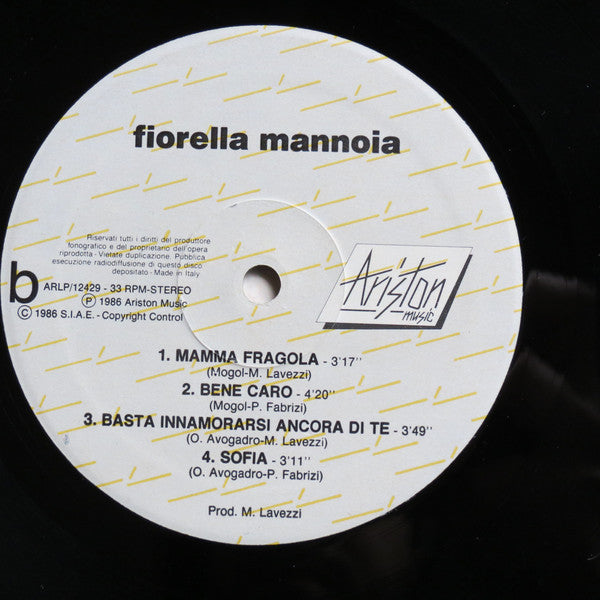 fiorella mannoia
Riservati tutti i diritti del produttore
fonografico e del proprietario dell'opera
riprodotta - Vietate duplicazione. Pubblica
esecuzione radiodiffusione di questo disco
depositato - Made in Italy
b
ARLP/12429 - 33 RPM-STEREO
Ⓟ 1986 Ariston Music
© 1986 S.I.A.E. - Copyright Control
Ariston
music
1. MAMMA FRAGOLA - 3'17''
(Mogol-M. Lavezzi)
2. BENE CARO - 4'20''
(Mogol-P. Fabrizi)
3. BASTA INNAMORARSI ANCORA DI TE - 3'49''
(O. Avogadro-M. Lavezzi)
4. SOFIA - 3'11''
(O. Avogadro-P. Fabrizi)
Prod. M. Lavezzi